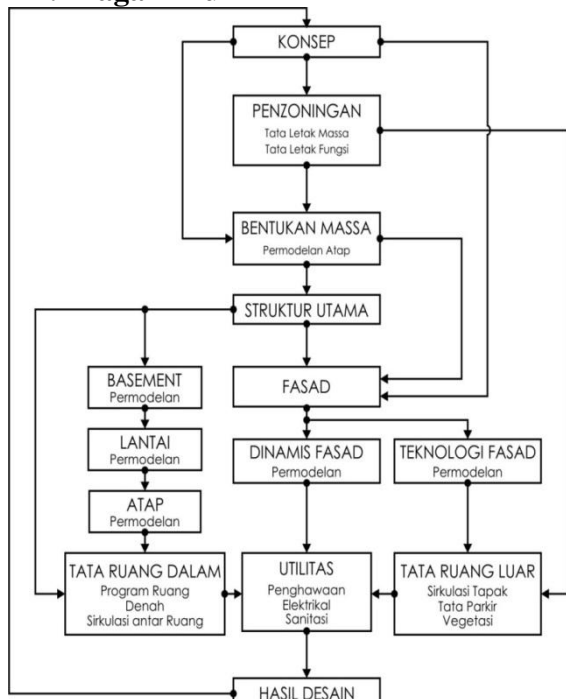 KONSEP
PENZONINGAN
Tata Letak Massa
Tata Letak Fungsi
BENTUKAN MASSA
Permodelan Atap
STRUKTUR UTAMA
BASEMENT
Permodelan
FASAD
LANTAI
Permodelan
DINAMIS FASAD
Permodelan
TEKNOLOGI FASAD
Permodelan
ATAP
Permodelan
TATA RUANG DALAM
Program Ruang
Denah
Sirkulasi antar Ruang
UTILITAS
Penghawaan
Elektrikal
Sanitasi
TATA RUANG LUAR
Sirkulasi Tapak
Tata Parkir
Vegetasi
HASIL DESAIN